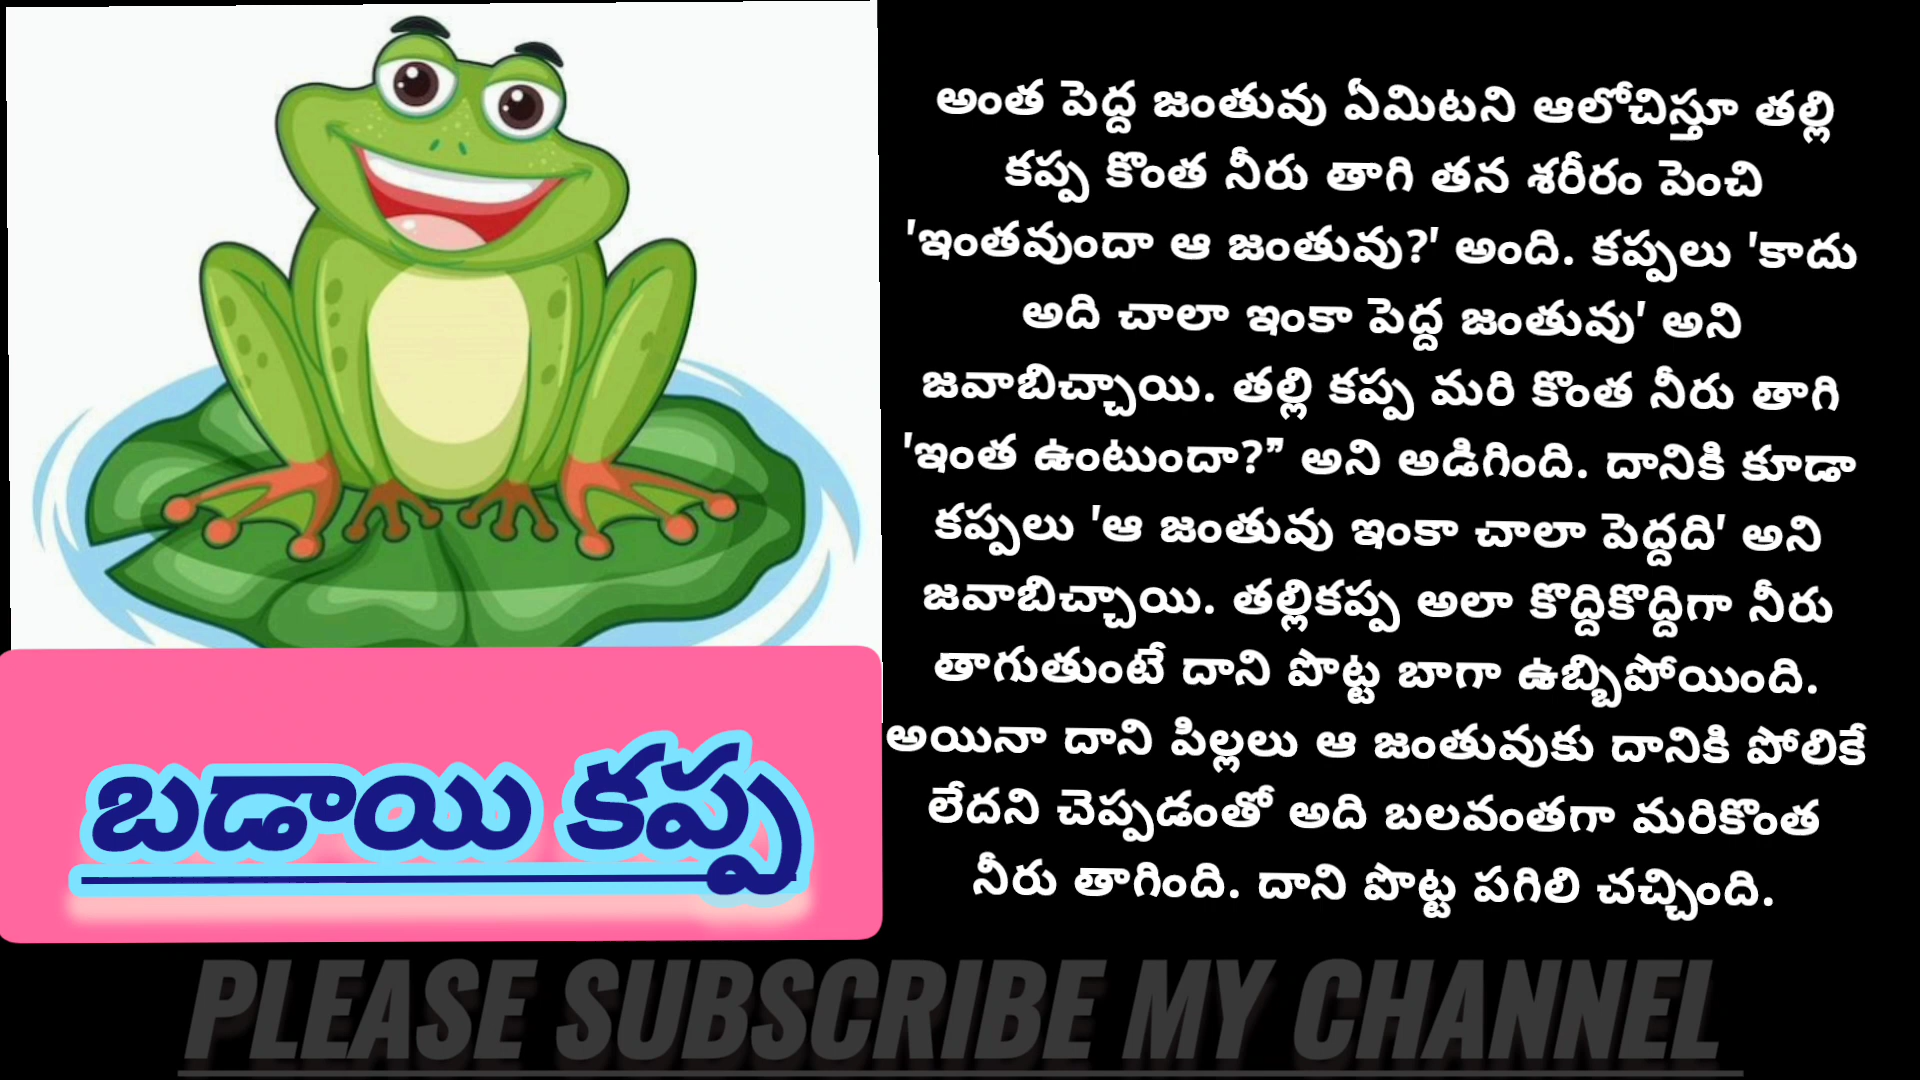 అంత పెద్ద జంతువు ఏమిటని ఆలోచిస్తూ తల్లి
కప్ప కొంత నీరు తాగి తన శరీరం పెంచి
'ఇంతవుందా ఆ జంతువు?' అంది. కప్పలు 'కాదు
అది చాలా ఇంకా పెద్ద జంతువు' అని
జవాబిచ్చాయి. తల్లి కప్ప మరి కొంత నీరు తాగి
'ఇంత ఉంటుందా?” అని అడిగింది. దానికి కూడా
కప్పలు 'ఆ జంతువు ఇంకా చాలా పెద్దది' అని
జవాబిచ్చాయి. తల్లికప్ప అలా కొద్దికొద్దిగా నీరు
తాగుతుంటే దాని పొట్ట బాగా ఉబ్బిపోయింది.
అయినా దాని పిల్లలు ఆ జంతువుకు దానికి పోలికే
లేదని చెప్పడంతో అది బలవంతగా మరికొంత
నీరు తాగింది. దాని పొట్ట పగిలి చచ్చింది.
బడాయి కప్ప
PLEASE SUBSCRIBE MY CHANNEL